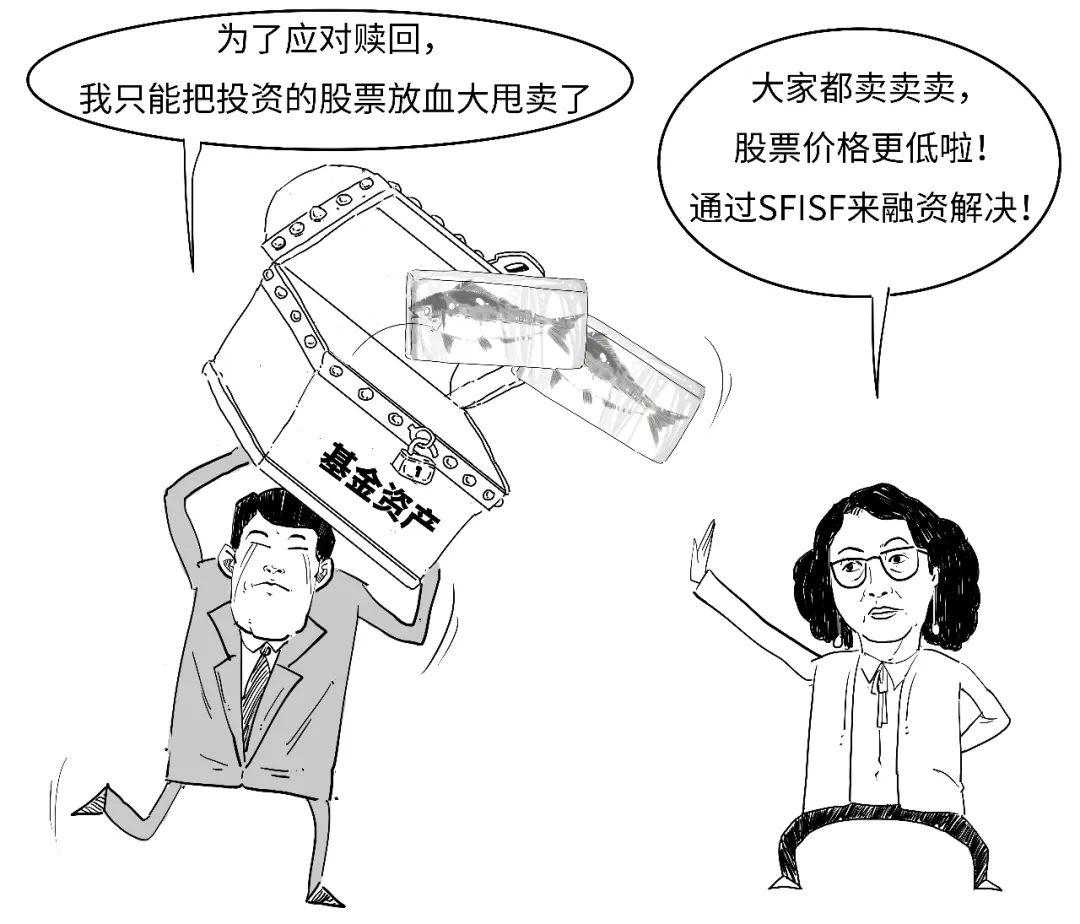 为了应对赎回，
我只能把投资的股票放血大甩卖了
大家都卖卖卖，
股票价格更低啦！
通过SFISF来融资解决！
基金资产
1